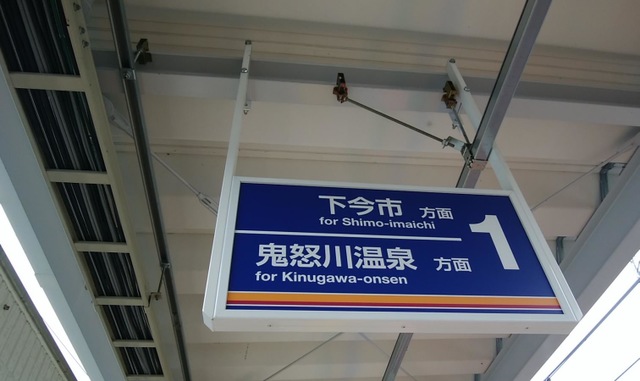 下今市 方面
for Shimo-imaichi
鬼怒川温泉 方面
for Kinugawa-onsen
1